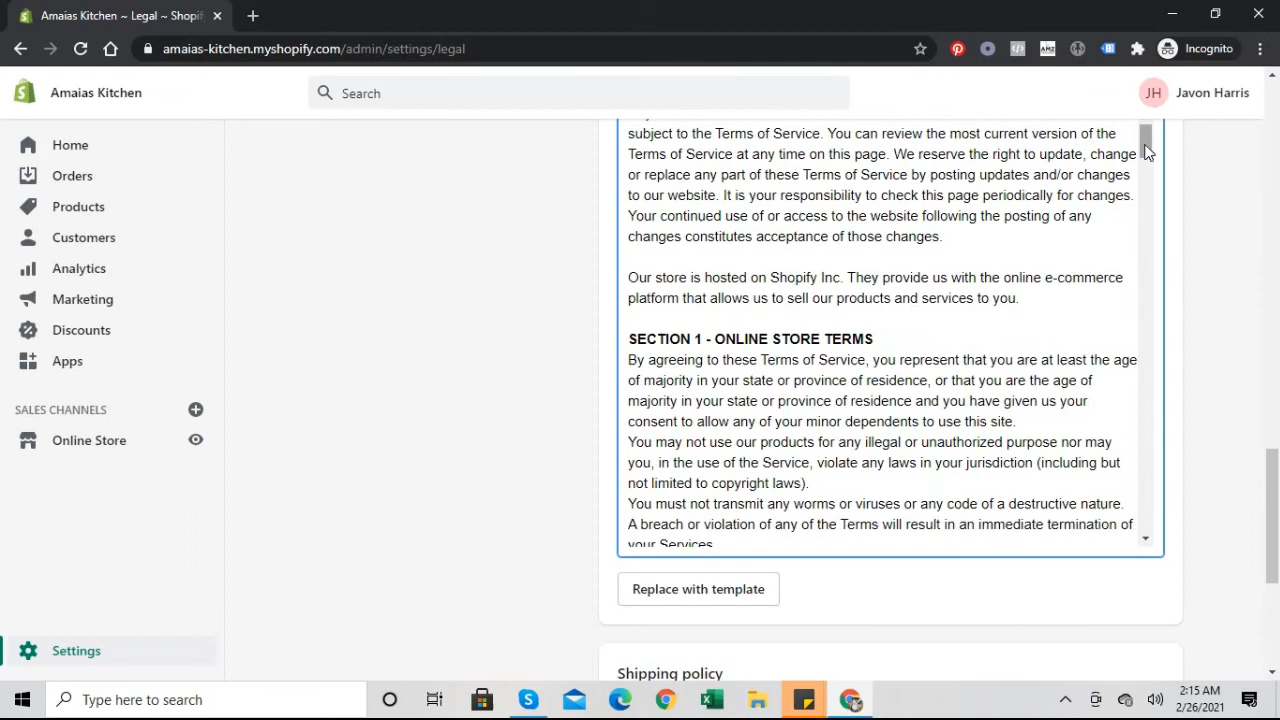 Amaias Kitchen ~ Legal ~ Shopif
amaias-kitchen.myshopify.com/admin/settings/legal
Incognito
Amaias Kitchen
Search
JH
Javon Harris
Home
Orders
Products
Customers
Analytics
Marketing
Discounts
Apps
SALES CHANNELS
Online Store
Settings
subject to the Terms of Service. You can review the most current version of the
Terms of Service at any time on this page. We reserve the right to update, change
or replace any part of these Terms of Service by posting updates and/or changes
to our website. It is your responsibility to check this page periodically for changes.
Your continued use of or access to the website following the posting of any
changes constitutes acceptance of those changes.
Our store is hosted on Shopify Inc. They provide us with the online e-commerce
platform that allows us to sell our products and services to you.
SECTION 1 - ONLINE STORE TERMS
By agreeing to these Terms of Service, you represent that you are at least the age
of majority in your state or province of residence, or that you are the age of
majority in your state or province of residence and you have given us your
consent to allow any of your minor dependents to use this site.
You may not use our products for any illegal or unauthorized purpose nor may
you, in the use of the Service, violate any laws in your jurisdiction (including but
not limited to copyright laws).
You must not transmit any worms or viruses or any code of a destructive nature.
A breach or violation of any of the Terms will result in an immediate termination of
your Services.
Replace with template
Shipping policy
Type here to search
2:15 AM
2/26/2021